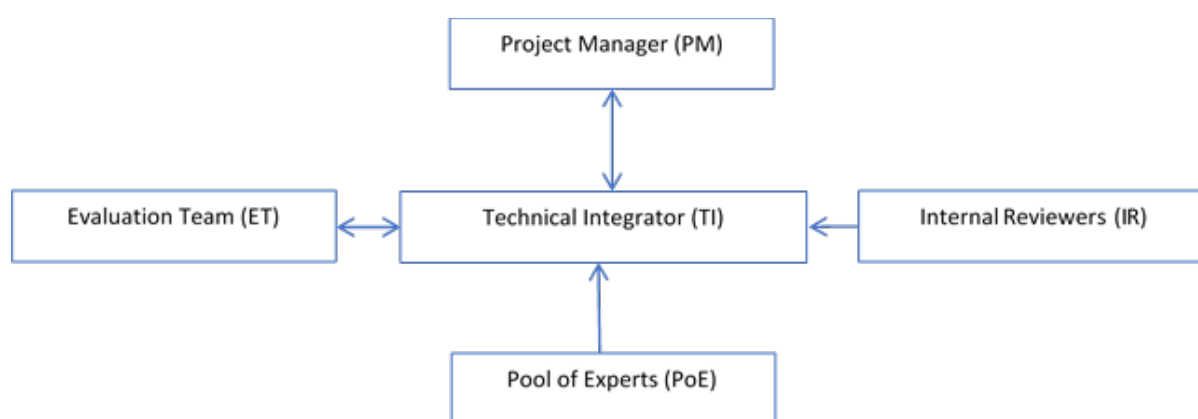 Project Manager (PM)
Evaluation Team (ET)
Technical Integrator (TI)
Internal Reviewers (IR)
Pool of Experts (PoE)